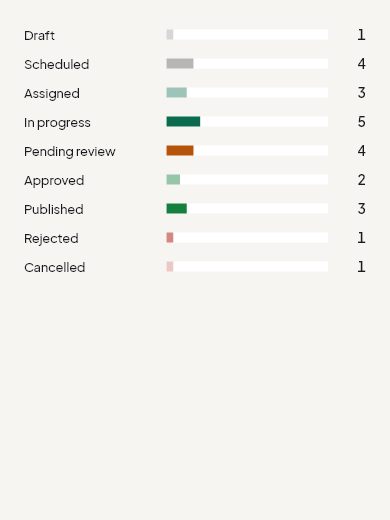 Draft 1
Scheduled 4
Assigned 3
In progress 5
Pending review 4
Approved 2
Published 3
Rejected 1
Cancelled 1